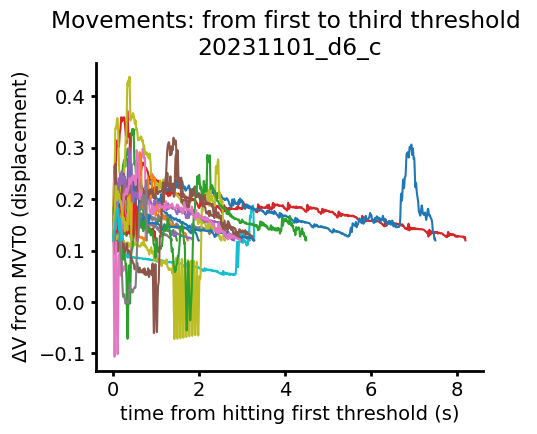 Movements: from first to third threshold
20231101_d6_c
ΔV from MVT0 (displacement)
0.4
0.3
0.2
0.1
0.0
−0.1
0
2
4
6
8
time from hitting first threshold (s)